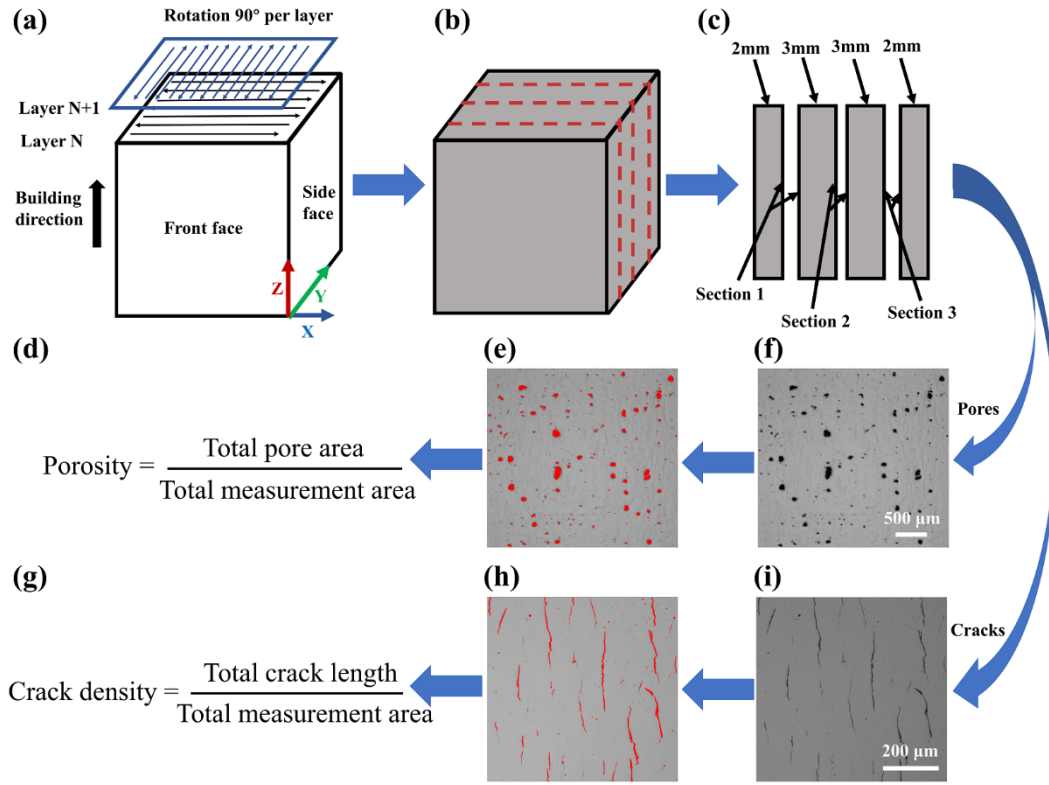 (a)
Rotation 90° per layer
Layer N+1
Layer N
Building
direction
Front face
Side
face
Z
Y
X
(b)
(c)
2mm 3mm 3mm 2mm
Section 1
Section 2
Section 3
(d)
Porosity = Total pore area
Total measurement area
(e)
(f)
500 μm
Pores
(g)
Crack density = Total crack length
Total measurement area
(h)
(i)
200 μm
Cracks